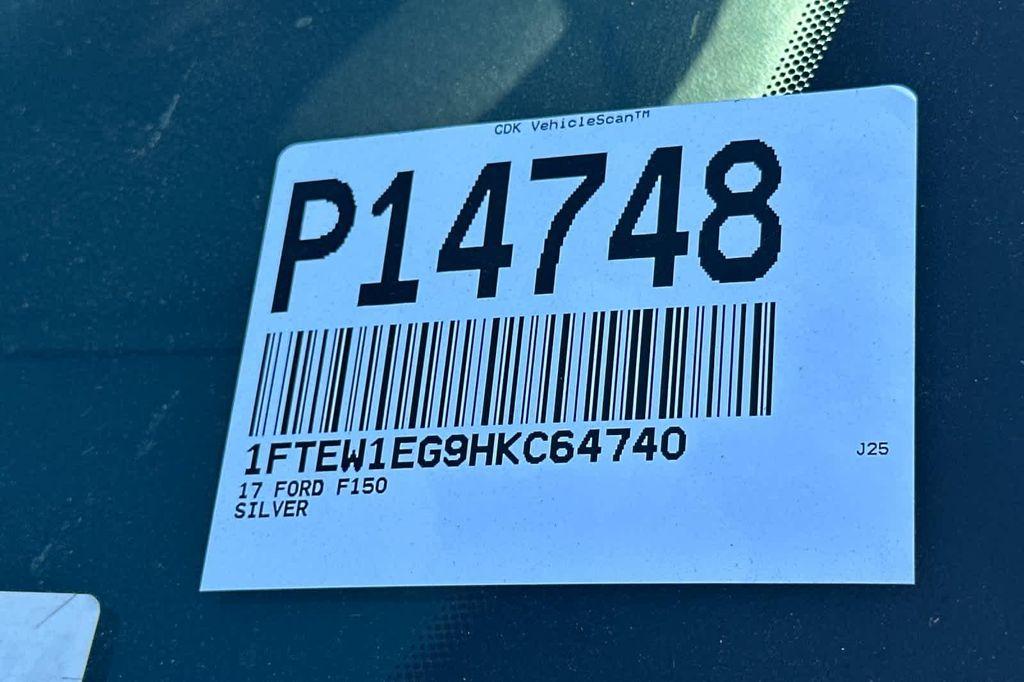 CDK VehicleScan™
P14748
1FTEW1EG9HKC64740
J25
17 FORD F150
SILVER